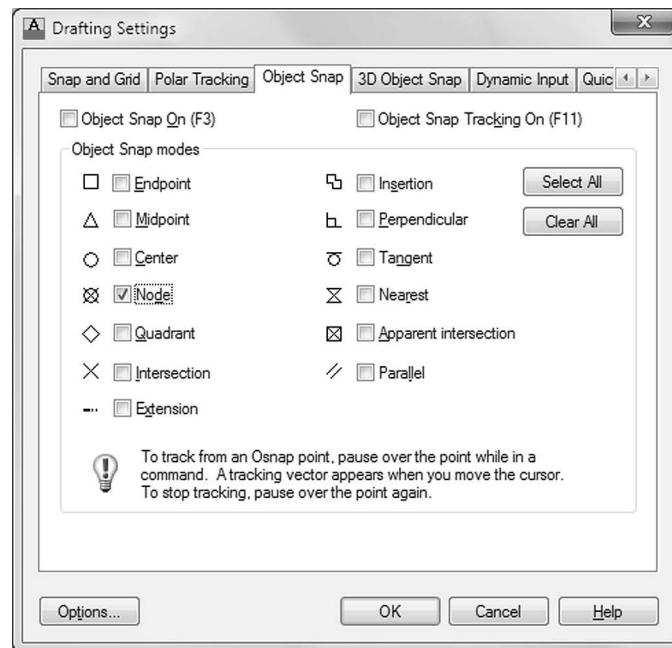 Drafting Settings
X
Snap and Grid Polar Tracking Object Snap 3D Object Snap Dynamic Input Quic
Object Snap On (F3) Object Snap Tracking On (F11)
Object Snap modes
Endpoint Insertion Select All
Midpoint Perpendicular Clear All
Center Tangent
Node Nearest
Quadrant Apparent intersection
Intersection Parallel
Extension
To track from an Osnap point, pause over the point while in a
command. A tracking vector appears when you move the cursor.
To stop tracking, pause over the point again.
Options... OK Cancel Help